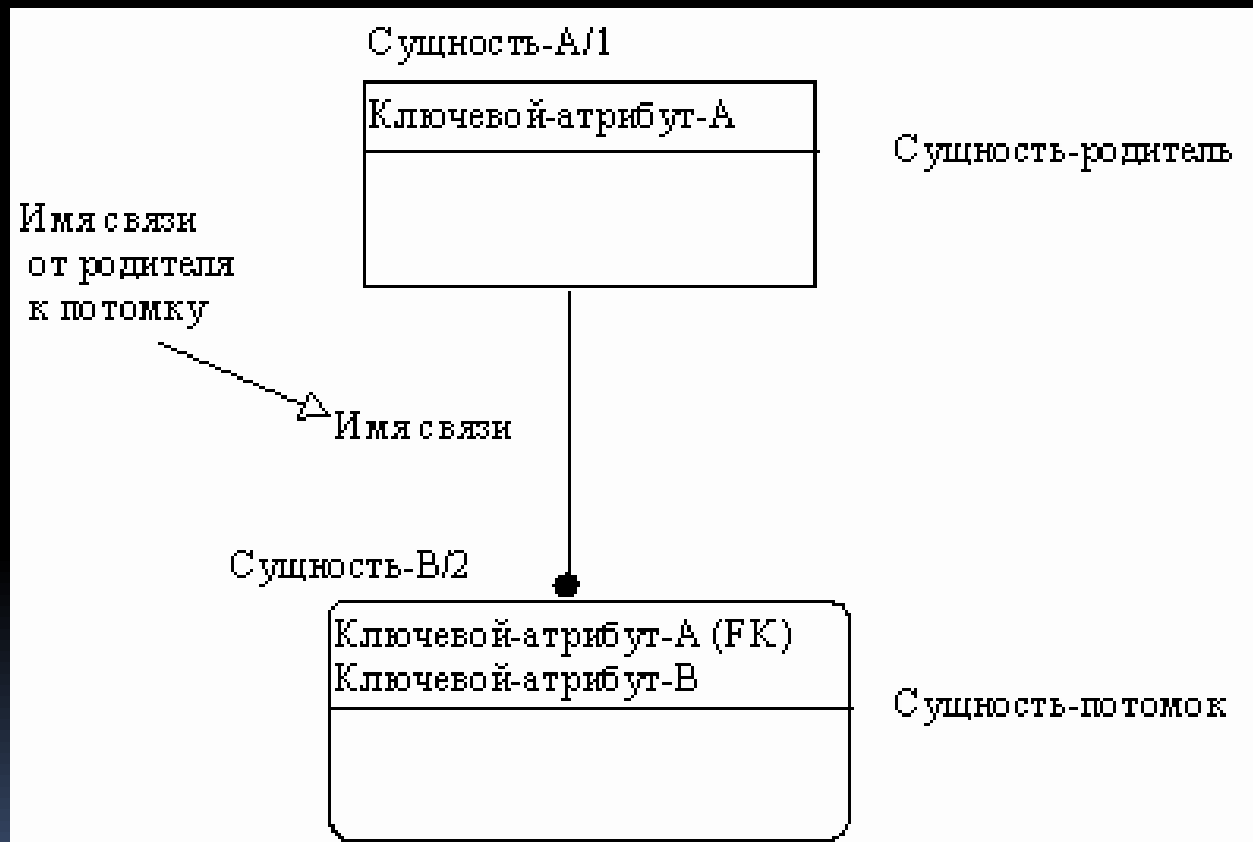 Сущность-A/1
Ключевой-атрибут-A
Сущность-родитель
Имя связи
от родителя
к потомку
Имя связи
Сущность-B/2
Ключевой-атрибут-A (FK)
Ключевой-атрибут-B
Сущность-потомок